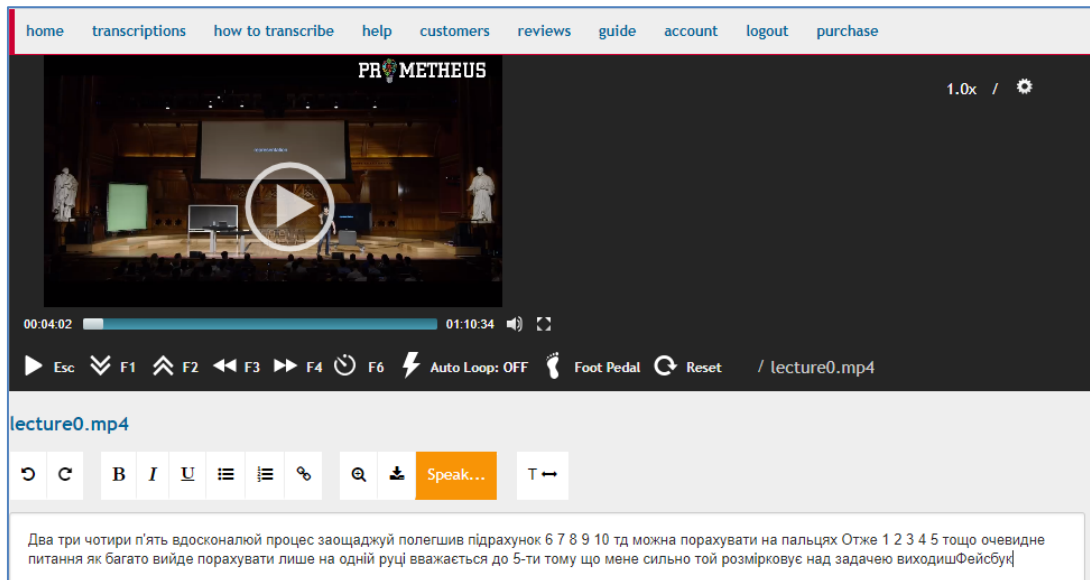 home transcriptions how to transcribe help customers reviews guide account logout purchase
PROMETHEUS
1.0x /
representation
00:04:02 01:10:34
Esc F1 F2 F3 F4 F6 Auto Loop: OFF Foot Pedal Reset / lecture0.mp4
lecture0.mp4
B I U Speak... T
Два три чотири п'ять вдосконалюй процес заощаджуй полегшив підрахунок 6 7 8 9 10 тд можна порахувати на пальцях Отже 1 2 3 4 5 тощо очевидне
питання як багато вийде порахувати лише на одній руці вважається до 5-ти тому що мене сильно той розмірковує над задачею виходишФейсбук